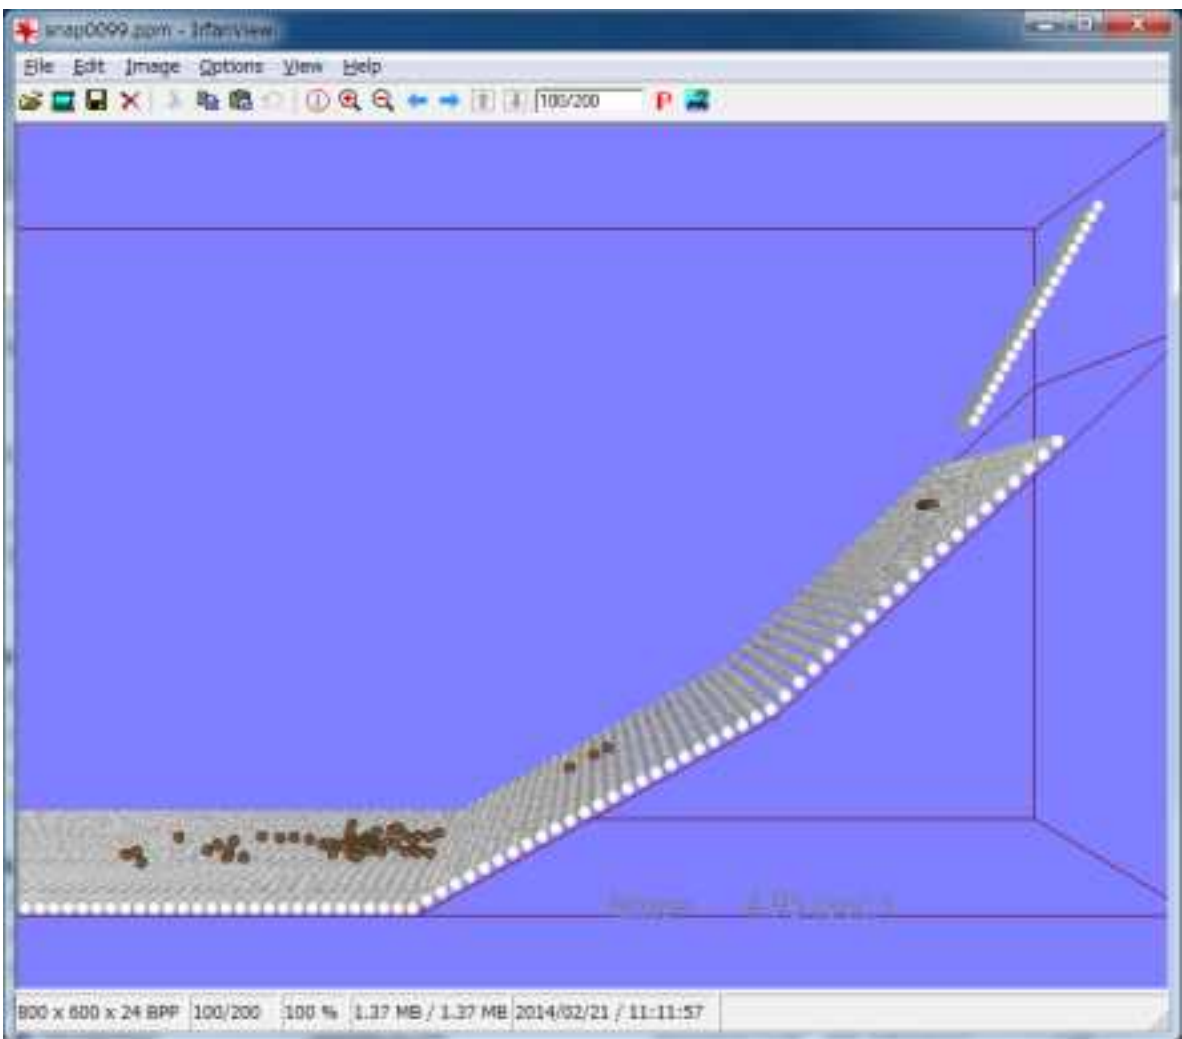 snap0099.ppm - IrfanView
File Edit Image Options View Help
100/200 P
800 x 600 x 24 BPP 100/200 100 % 1.37 MB / 1.37 MB 2014/02/21 / 11:11:57